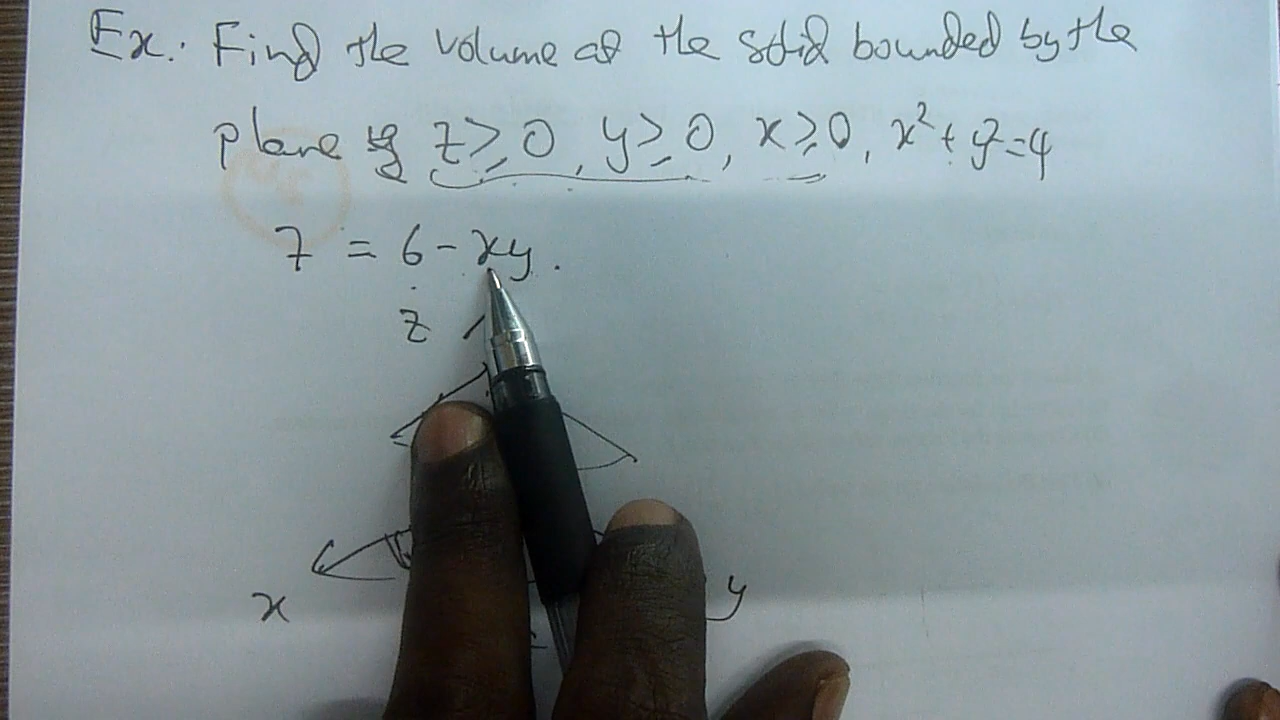 Ex. Find the volume of the solid bounded by the
plane of z ≥ 0, y ≥ 0, x ≥ 0, x² + y² = 4
z = 6 - xy.
z
x
y